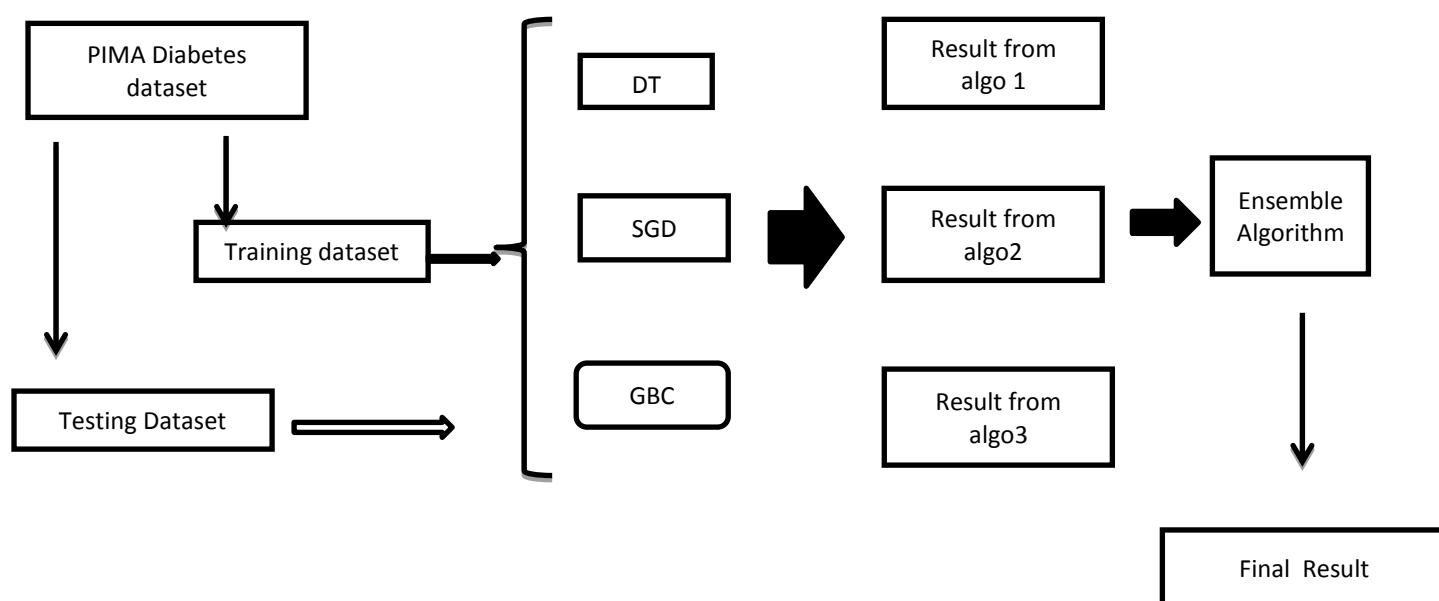 PIMA Diabetes
dataset
DT
Result from
algo 1
Training dataset
SGD
Result from
algo2
Ensemble
Algorithm
Testing Dataset
GBC
Result from
algo3
Final Result